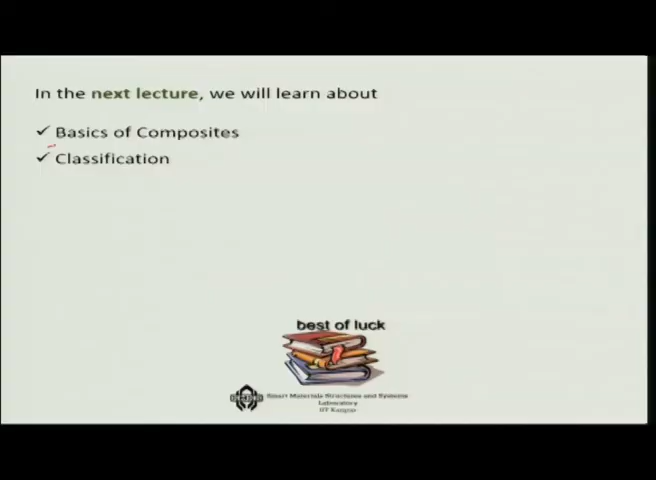 In the next lecture, we will learn about
✓ Basics of Composites
✓ Classification
best of luck
Smart Materials Structures and Systems
Laboratory
IIT Kanpur